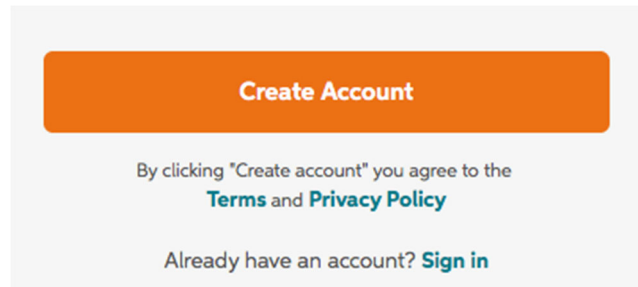 Create Account
By clicking "Create account" you agree to the
Terms and Privacy Policy
Already have an account? Sign in